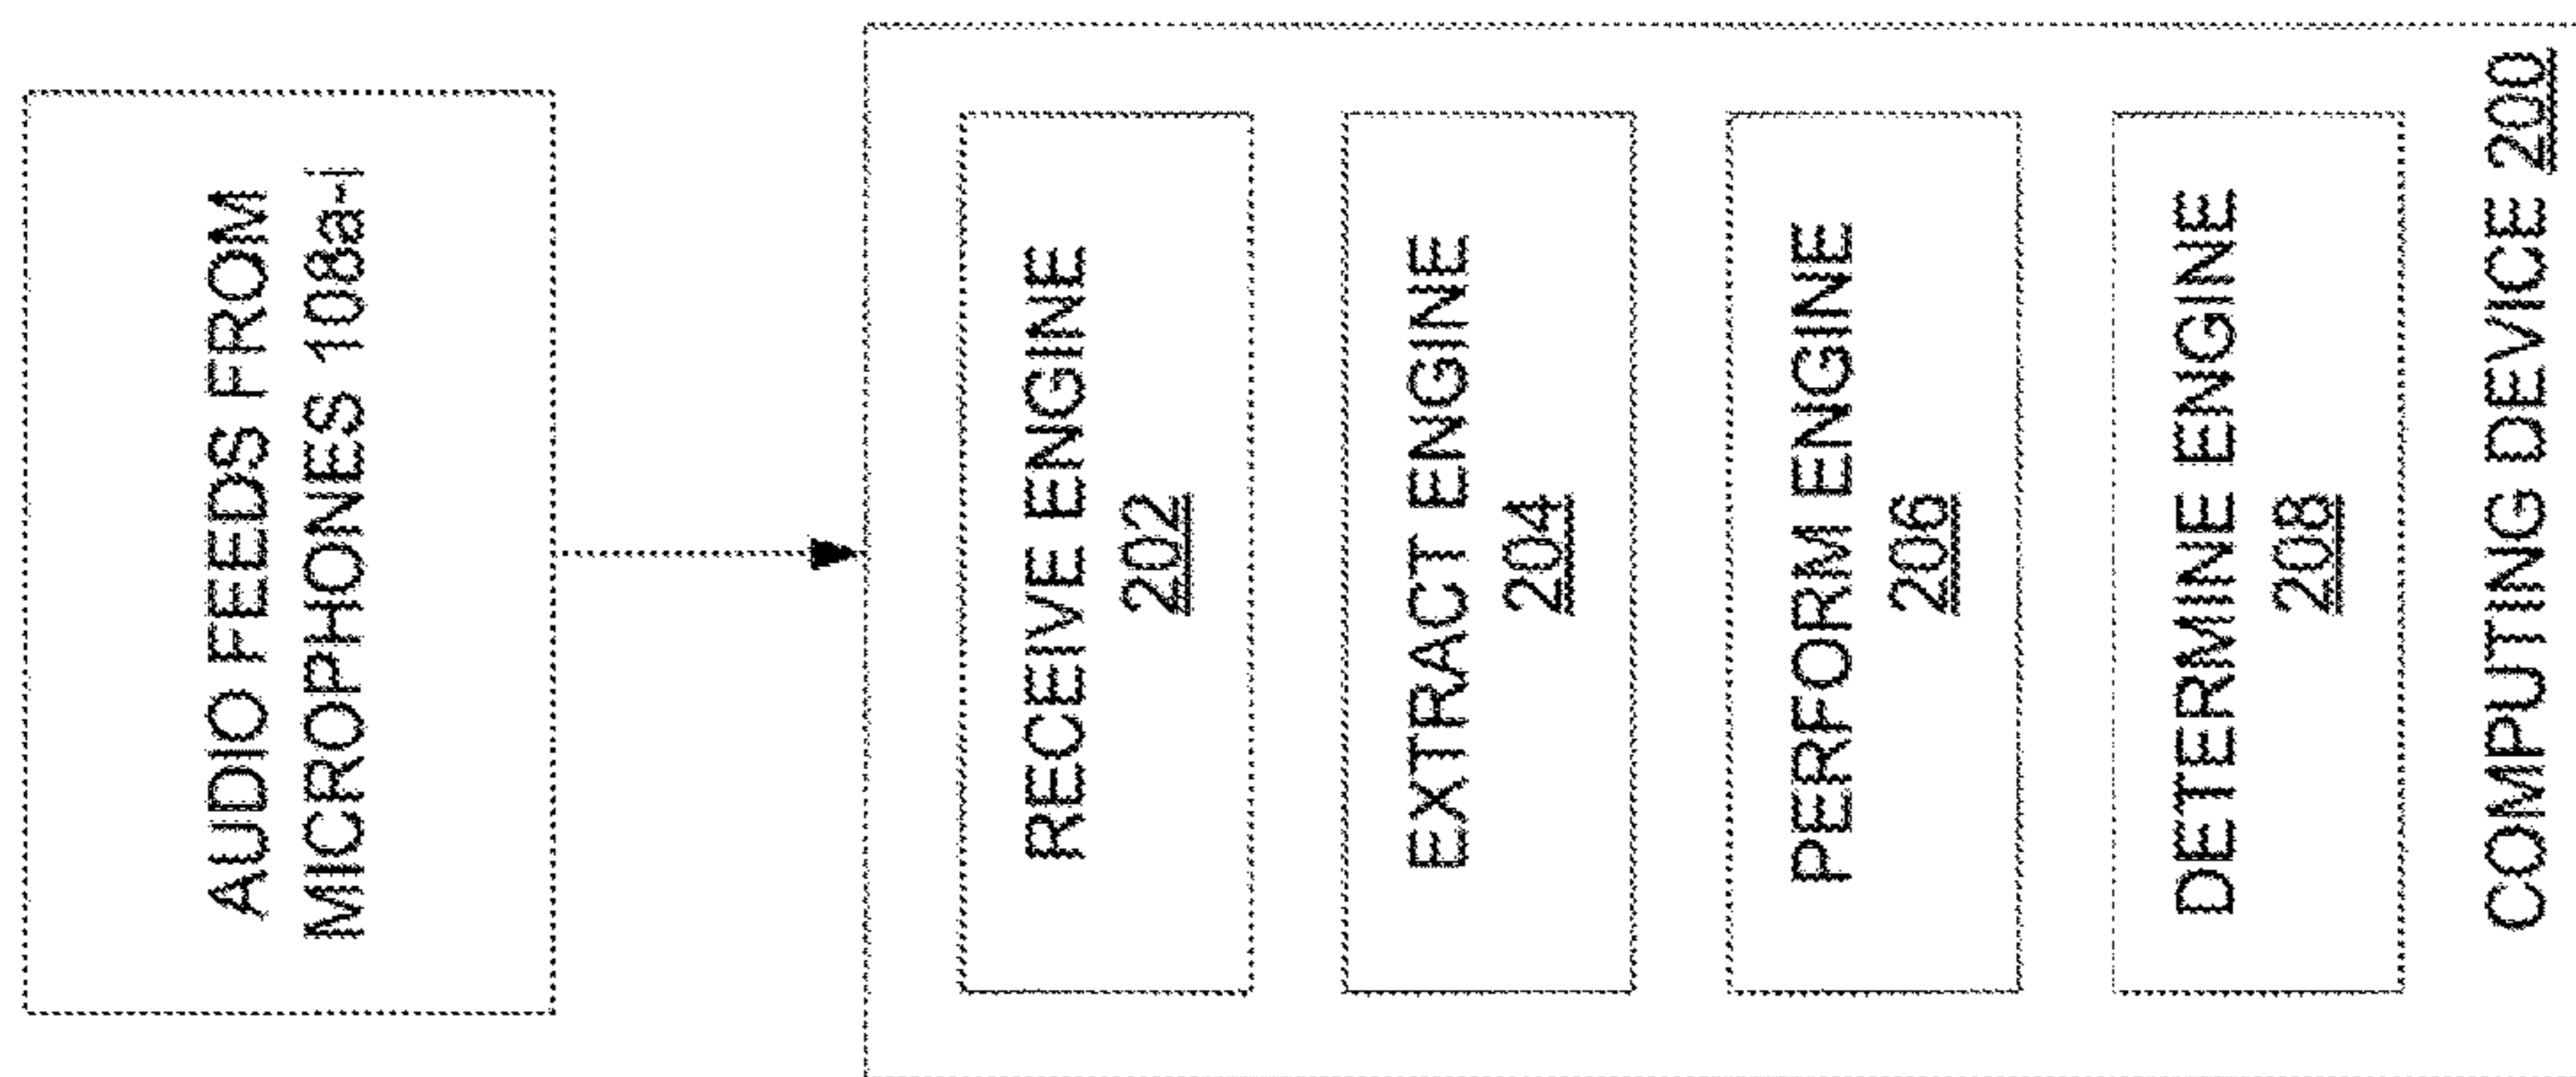 AUDIO FEEDS FROM
MICROPHONES 108a-i
RECEIVE ENGINE
202
EXTRACT ENGINE
204
PERFORM ENGINE
206
DETERMINE ENGINE
208
COMPUTING DEVICE 200